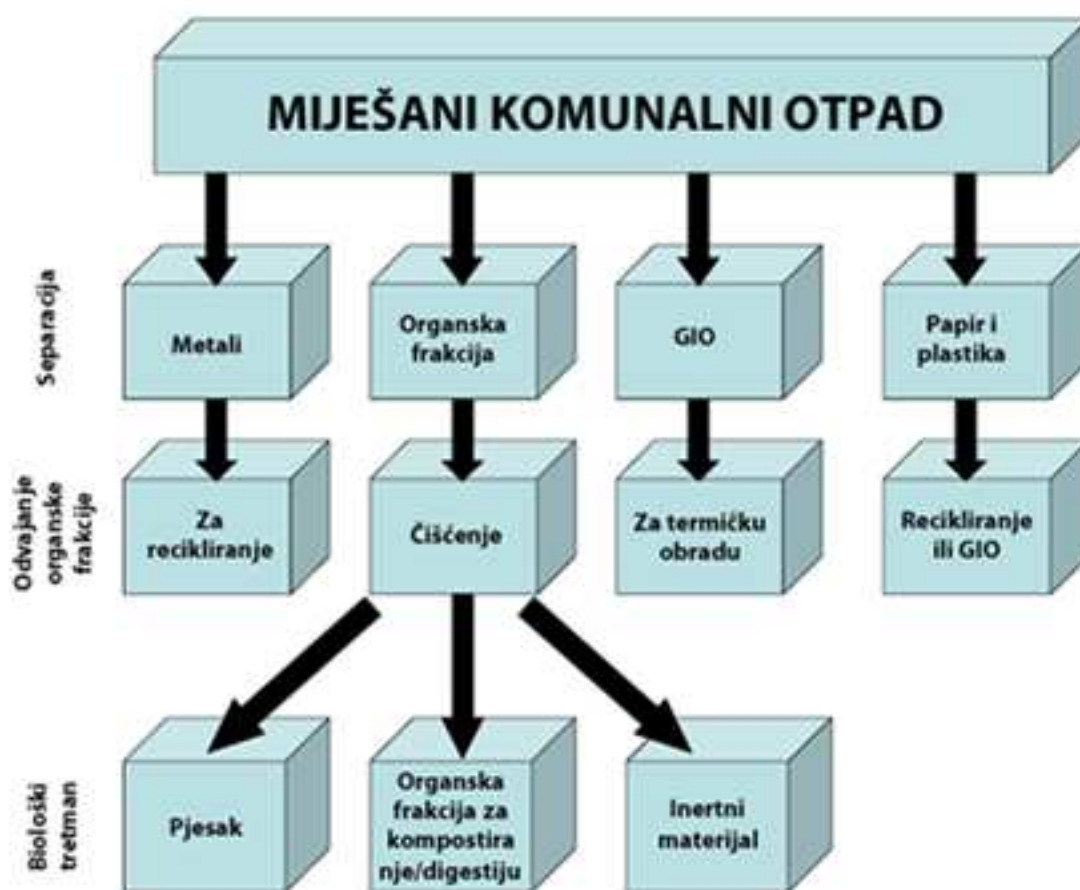 MIJEŠANI KOMUNALNI OTPAD
Separacija
Metali
Organska
frakcija
GIO
Papir i
plastika
Odvajanje
organske
frakcije
Za
recikliranje
Čišćenje
Za termičku
obradu
Recikliranje
ili GIO
Biološki
tretman
Pjesak
Organska
frakcija za
kompostira
nje/digestiju
Inertni
materijal